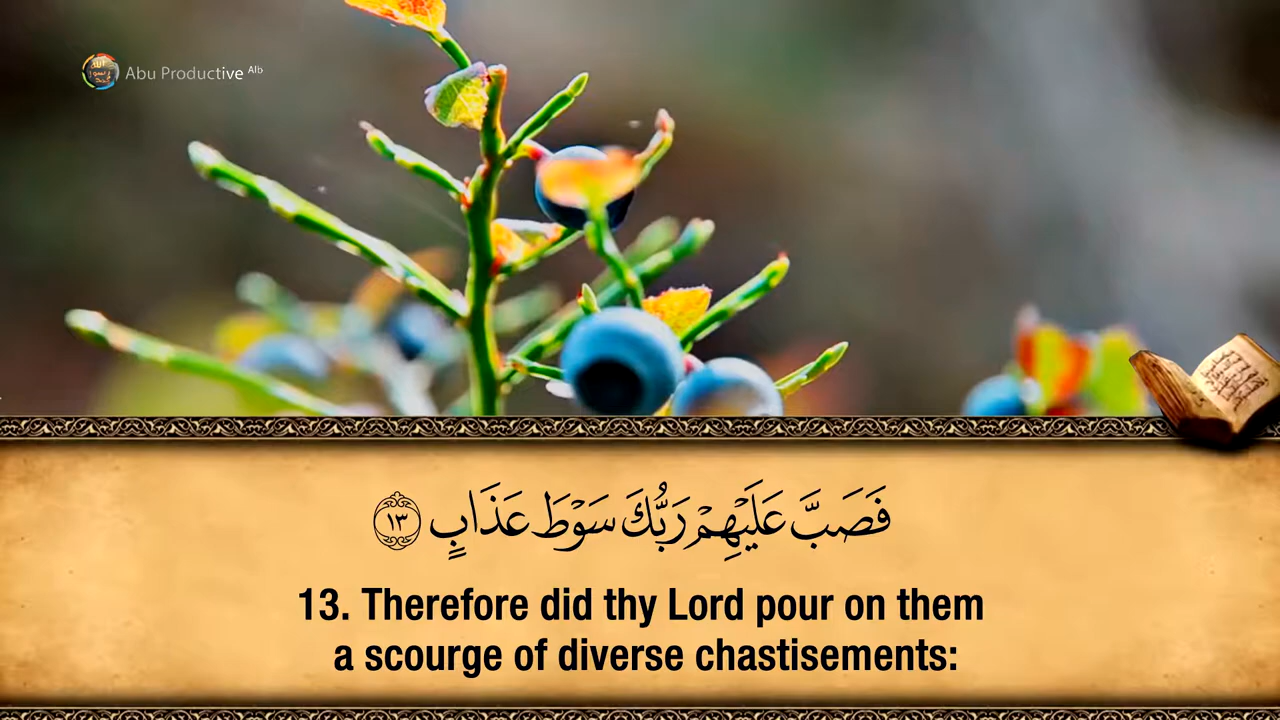 Abu Productive Alb
فَصَبَّ عَلَيْهِمْ رَبُّكَ سَوْطَ عَذَابٍ ١٣
13. Therefore did thy Lord pour on them
a scourge of diverse chastisements: